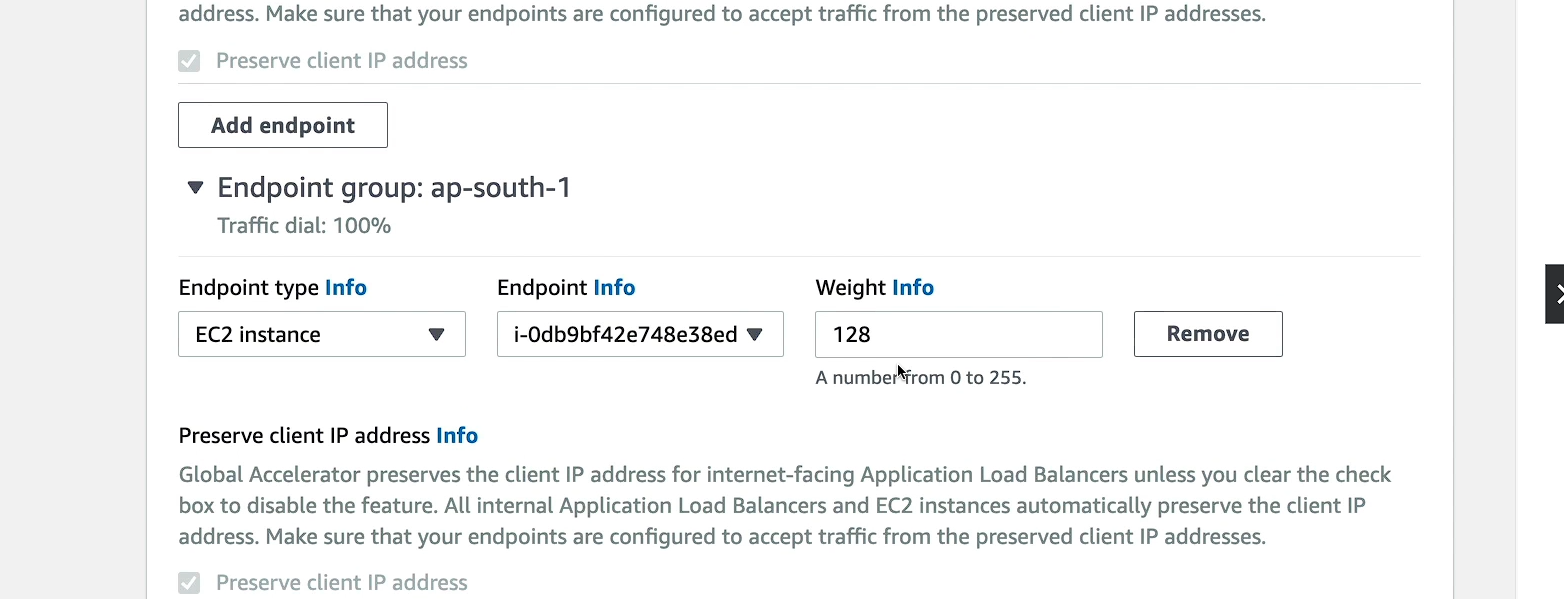 address. Make sure that your endpoints are configured to accept traffic from the preserved client IP addresses.
Preserve client IP address
Add endpoint
Endpoint group: ap-south-1
Traffic dial: 100%
Endpoint type Info
Endpoint Info
Weight Info
EC2 instance
i-0db9bf42e748e38ed
128
Remove
A number from 0 to 255.
Preserve client IP address Info
Global Accelerator preserves the client IP address for internet-facing Application Load Balancers unless you clear the check
box to disable the feature. All internal Application Load Balancers and EC2 instances automatically preserve the client IP
address. Make sure that your endpoints are configured to accept traffic from the preserved client IP addresses.
Preserve client IP address